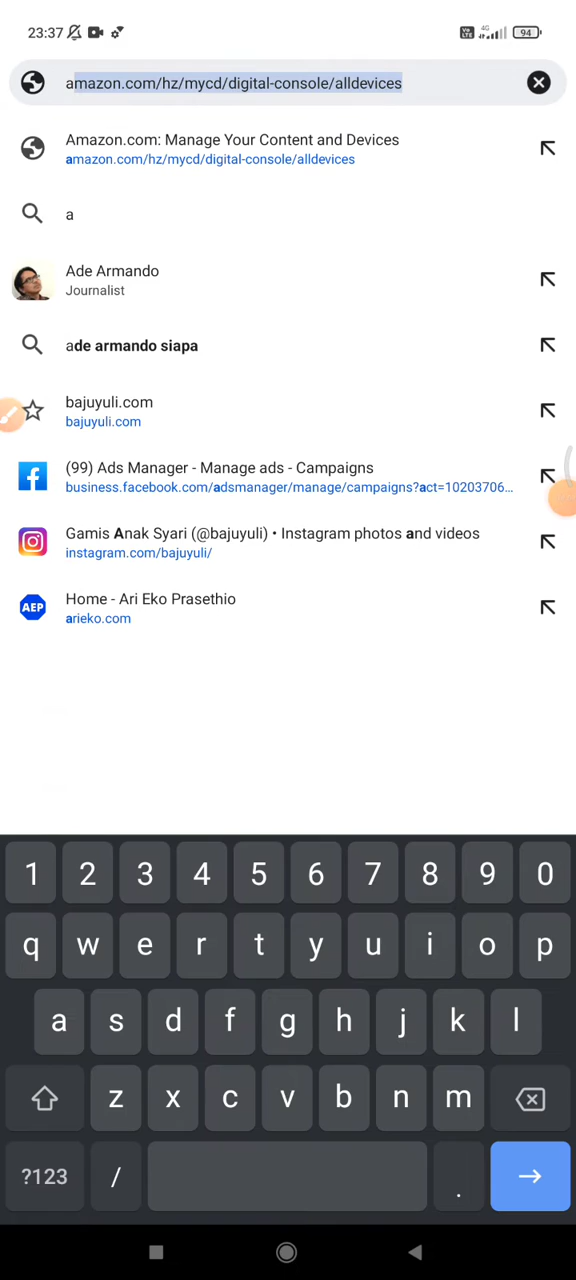 23:37 Vo LTE 4G 94
amazon.com/hz/mycd/digital-console/alldevices
Amazon.com: Manage Your Content and Devices
amazon.com/hz/mycd/digital-console/alldevices
a
Ade Armando
Journalist
ade armando siapa
bajuyuli.com
bajuyuli.com
(99) Ads Manager - Manage ads - Campaigns
business.facebook.com/adsmanager/manage/campaigns?act=10203706...
Gamis Anak Syari (@bajuyuli) • Instagram photos and videos
instagram.com/bajuyuli/
AEP Home - Ari Eko Prasethio
arieko.com
1 2 3 4 5 6 7 8 9 0
q w e r t y u i o p
a s d f g h j k l
z x c v b n m
?123 / .